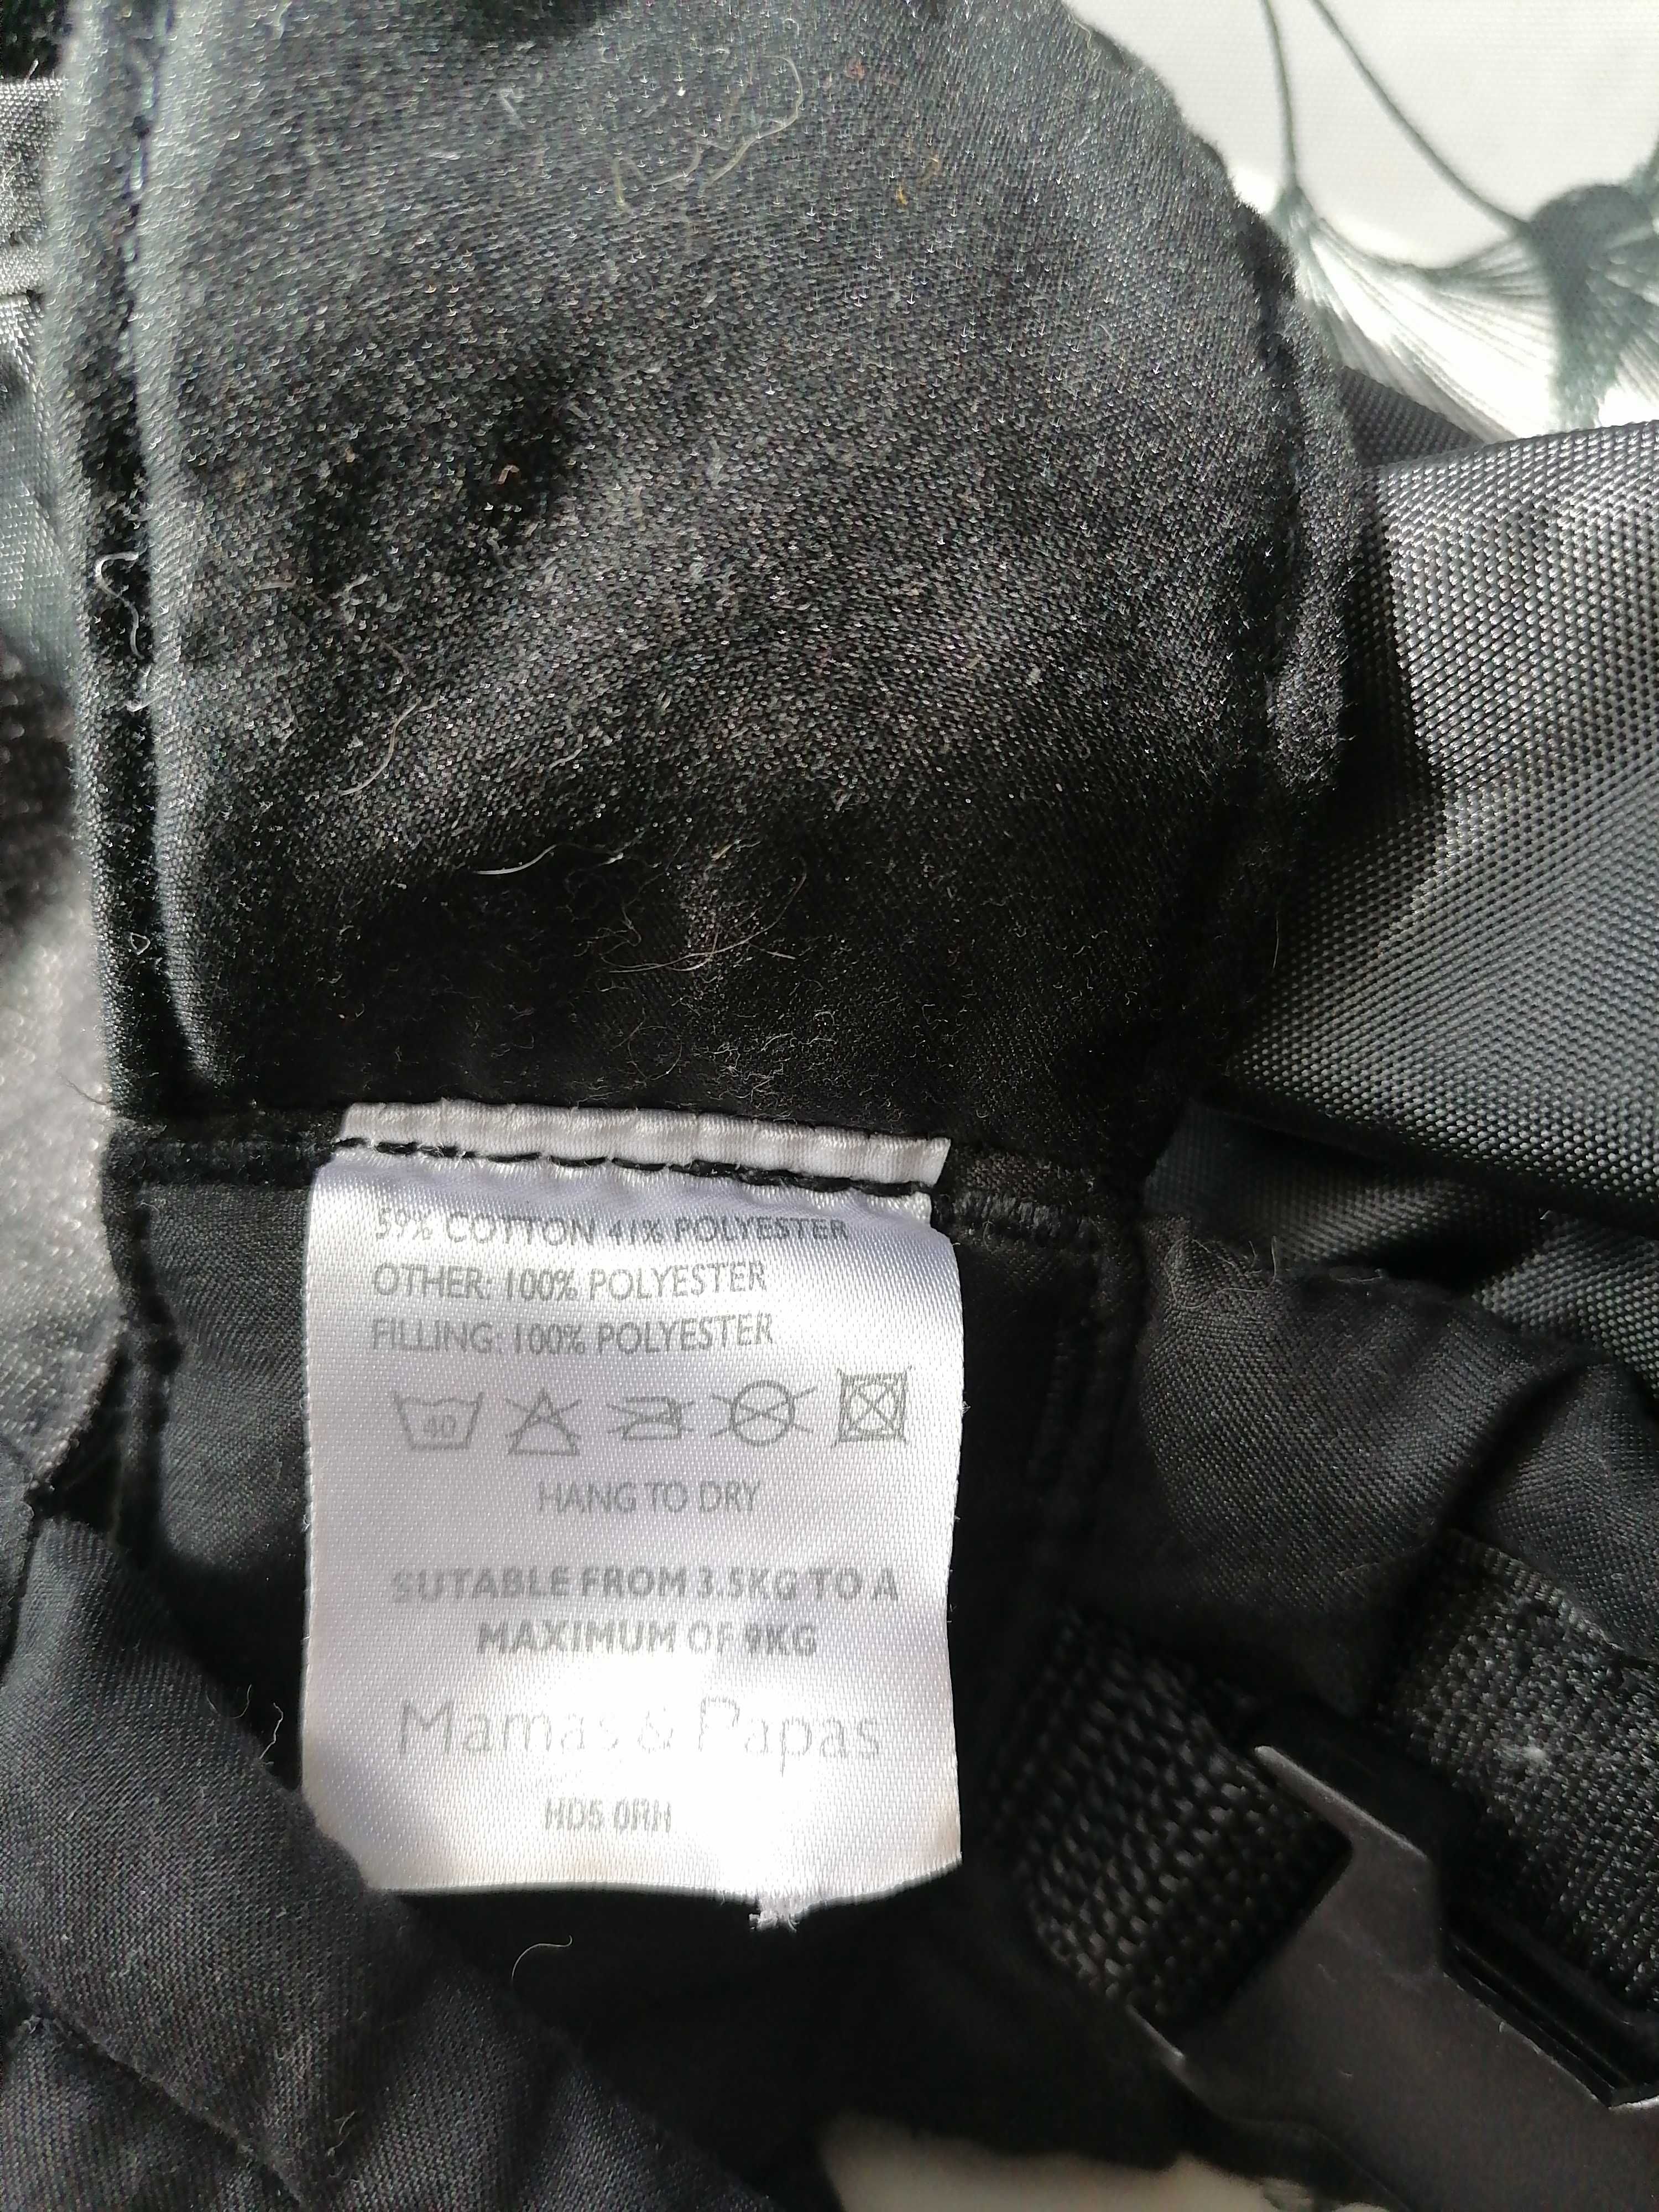 59% COTTON 41% POLYESTER
OTHER: 100% POLYESTER
FILLING: 100% POLYESTER
40
HANG TO DRY
SUTABLE FROM 3.5KG TO A
MAXIMUM OF 9KG
Mamas & Papas
HD5 0RH